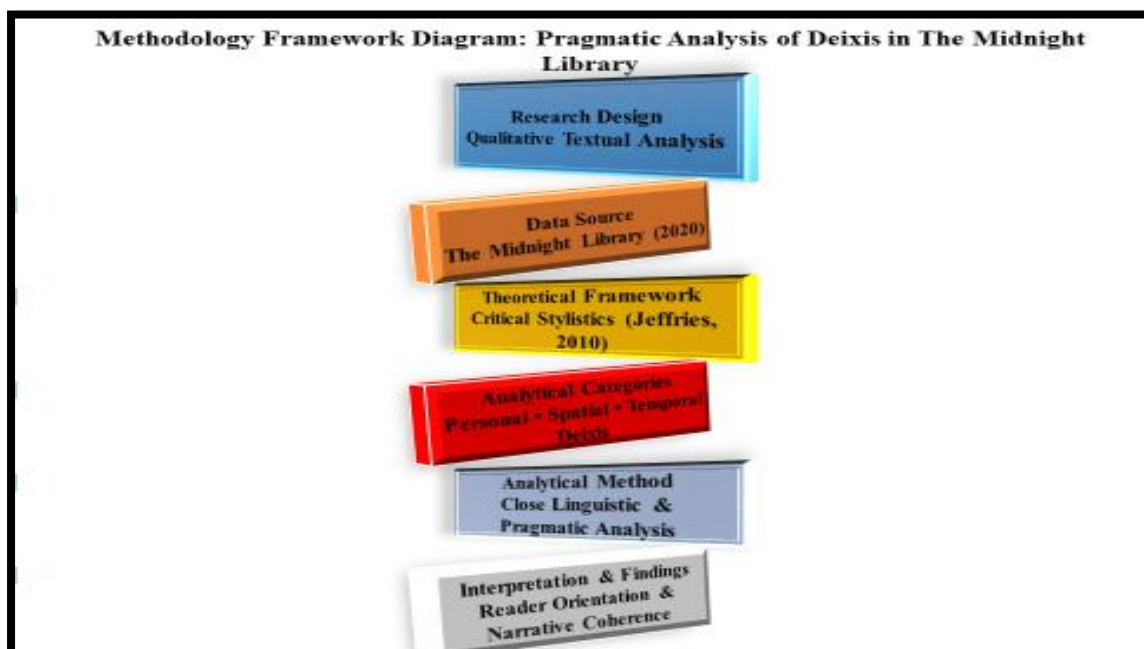 Methodology Framework Diagram: Pragmatic Analysis of Deixis in The Midnight
Library
Research Design
Qualitative Textual Analysis
Data Source
The Midnight Library (2020)
Theoretical Framework
Critical Stylistics (Jeffries,
2010)
Analytical Categories
Personal • Spatial • Temporal
Deixis
Analytical Method
Close Linguistic &
Pragmatic Analysis
Interpretation & Findings
Reader Orientation &
Narrative Coherence